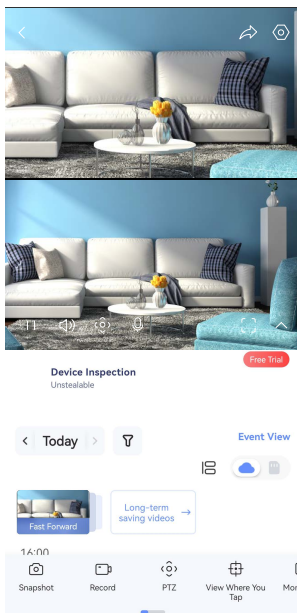 Free Trial
Device Inspection
Unstealable
Today
Event View
Fast Forward
Long-term
saving videos
16:00
Snapshot
Record
PTZ
View Where You
Tap